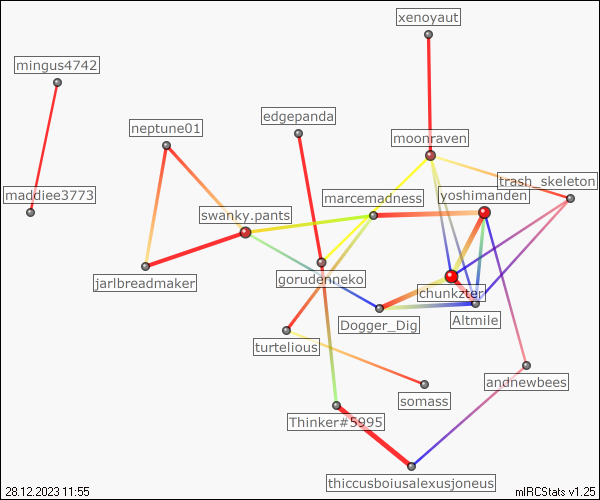 xenoyaut
mingus4742
edgepanda
neptune01
moonraven
trash_skeleton
maddiee3773
marcemadness
yoshimanden
swanky.pants
jarlbreadmaker
gorudenneko
chunkzter
Dogger_Dig
Altmile
turtelious
andnewbees
somass
Thinker#5995
thiccusboiusalexusjoneus
28.12.2023 11:55
mIRCStats v1.25